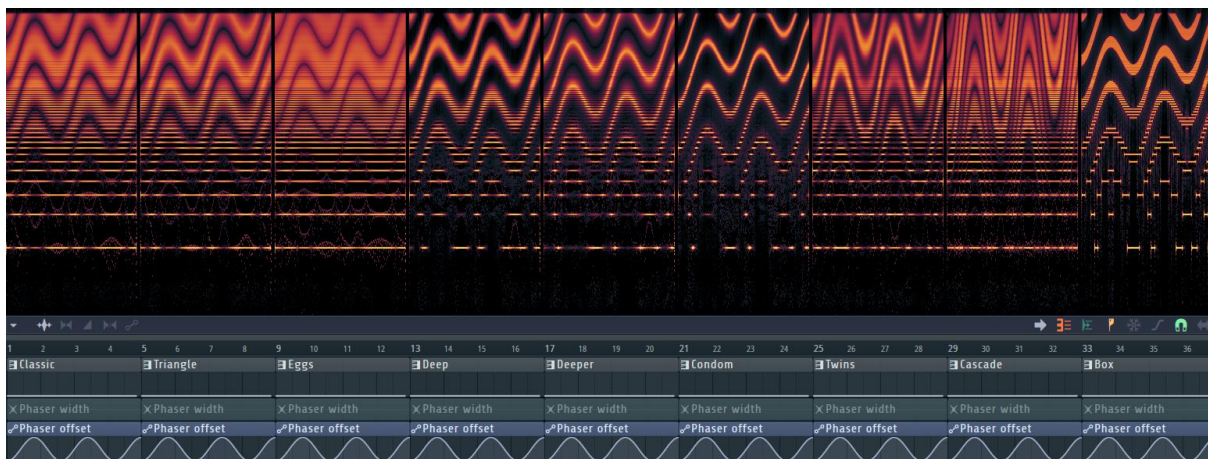 1 2 3 4 5 6 7 8 9 10 11 12 13 14 15 16 17 18 19 20 21 22 23 24 25 26 27 28 29 30 31 32 33 34 35 36
Classic Triangle Eggs Deep Deeper Condom Twins Cascade Box
Phaser width Phaser width Phaser width Phaser width Phaser width Phaser width Phaser width Phaser width Phaser width
Phaser offset Phaser offset Phaser offset Phaser offset Phaser offset Phaser offset Phaser offset Phaser offset Phaser offset